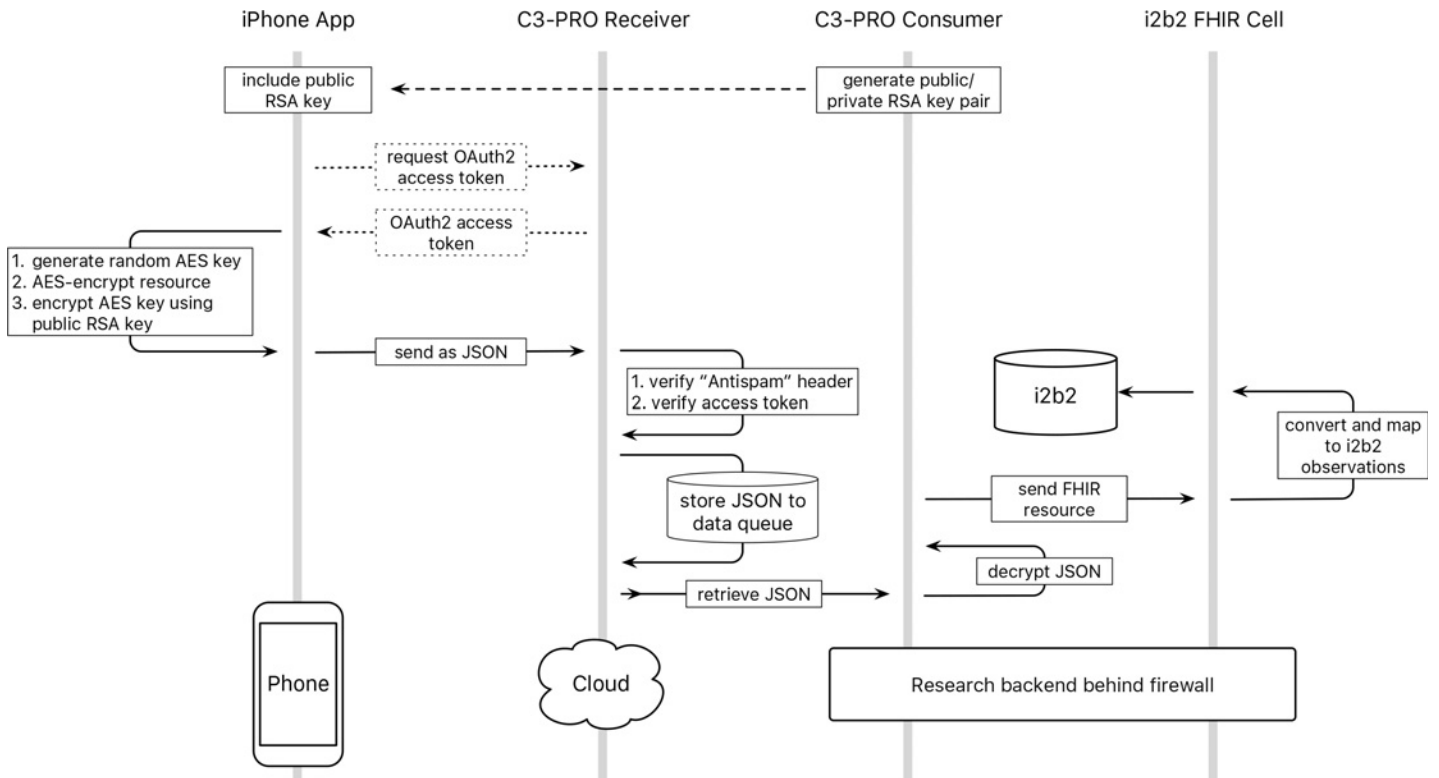 iPhone App
C3-PRO Receiver
C3-PRO Consumer
i2b2 FHIR Cell
include public
RSA key
generate public/
private RSA key pair
request OAuth2
access token
OAuth2 access
token
1. generate random AES key
2. AES-encrypt resource
3. encrypt AES key using
public RSA key
send as JSON
1. verify “Antispam” header
2. verify access token
store JSON to
data queue
retrieve JSON
decrypt JSON
send FHIR
resource
convert and map
to i2b2
observations
i2b2
Phone
Cloud
Research backend behind firewall